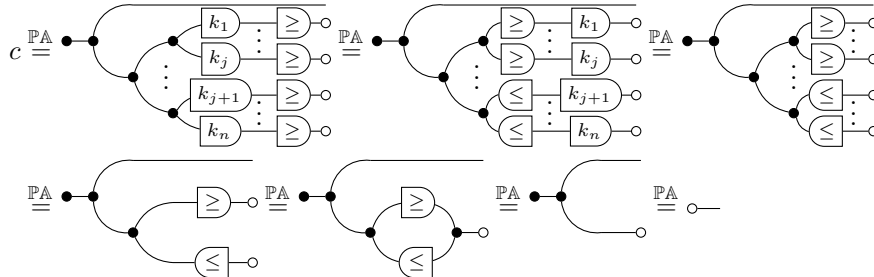 c ℙ𝔸 = k₁ ≥ ℙ𝔸 = ≥ k₁ ℙ𝔸 = ≥
⋮ ⋮ ⋮
k_j ≥ ≥ k_j ≥
⋮ ⋮ ⋮
k_{j+1} ≥ ≤ k_{j+1} ≤
⋮ ⋮ ⋮
k_n ≥ ≤ k_n ≤
ℙ𝔸 = ≥ ℙ𝔸 = ≥ ℙ𝔸 = ℙ𝔸 =
≤ ≤